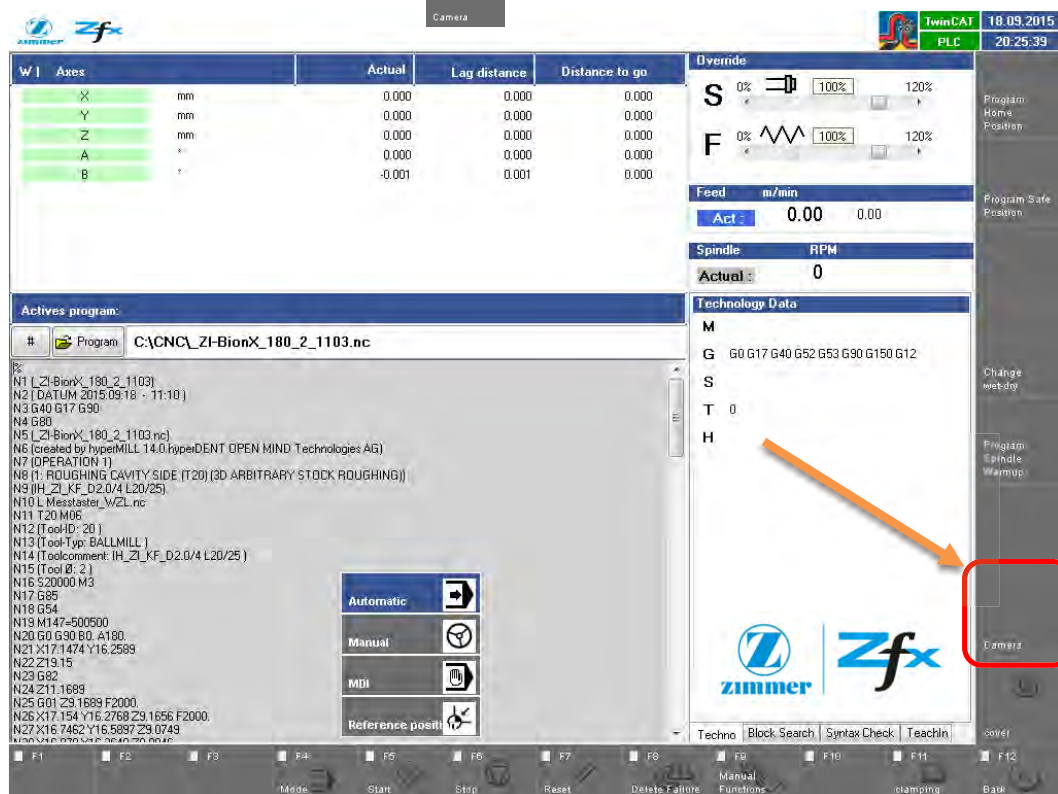 Camera
zimmer Zfx
TwinCAT 18.09.2015
PLC 20:25:39
W | Axes Actual Lag distance Distance to go
X mm 0.000 0.000 0.000
Y mm 0.000 0.000 0.000
Z mm 0.000 0.000 0.000
A ° 0.000 0.000 0.000
B ° -0.001 0.001 0.000
Override
S 0% 100% 120%
F 0% 100% 120%
Feed m/min
Act : 0.00 0.00
Spindle RPM
Actual : 0
Actives program:
# Program C:\CNC\_ZI-BionX_180_2_1103.nc
%
N1 (_ZI-BionX_180_2_1103)
N2 ( DATUM 2015:09:18 - 11:10 )
N3 G40 G17 G90
N4 G80
N5 (_ZI-BionX_180_2_1103.nc)
N6 (created by hyperMILL 14.0 hyperDENT OPEN MIND Technologies AG)
N7 (OPERATION 1)
N8 (1: ROUGHING CAVITY SIDE (T20) (3D ARBITRARY STOCK ROUGHING))
N9 (IH_ZI_KF_D2.0/4 L20/25)
N10 L Messtaster_WZL.nc
N11 T20 M06
N12 (Tool-ID: 20 )
N13 (Tool-Typ: BALLMILL )
N14 (Toolcomment: IH_ZI_KF_D2.0/4 L20/25 )
N15 (Tool Ø: 2 )
N16 S20000 M3
N17 G85
N18 G54
N19 M147=500500
N20 G0 G90 B0. A180.
N21 X17.1474 Y16.2589
N22 Z19.15
N23 G82
N24 Z11.1689
N25 G01 Z9.1689 F2000.
N26 X17.154 Y16.2768 Z9.1656 F2000.
N27 X16.7462 Y16.5897 Z9.0749
Automatic
Manual
MDI
Reference positi
Technology Data
M
G G0 G17 G40 G52 G53 G90 G150 G12
S
T 0
H
zimmer Zfx
Techno Block Search Syntax Check TeachIn
Program
Home
Position
Program Safe
Position
Change
wet-dry
Program
Spindle
Warmup
Camera
cover
F1 F2 F3 F4 F5 F6 F7 F8 F9 F10 F11 F12
Mode Start Stop Reset Delete Failure Manual Functions clamping Back